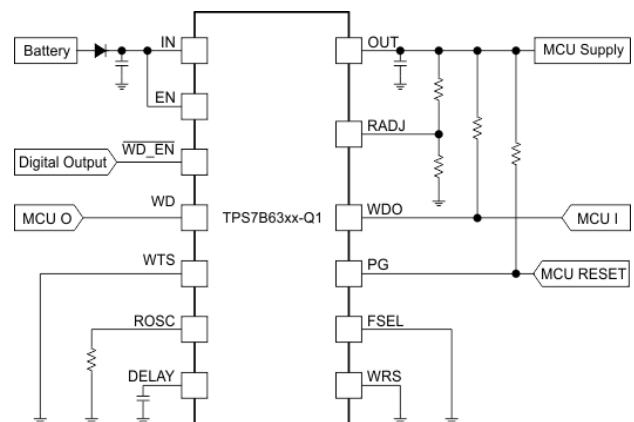 Battery
IN
OUT
MCU Supply
EN
RADJ
Digital Output
WD_EN
MCU O
WD
TPS7B63xx-Q1
WDO
MCU I
WTS
PG
MCU RESET
ROSC
FSEL
DELAY
WRS